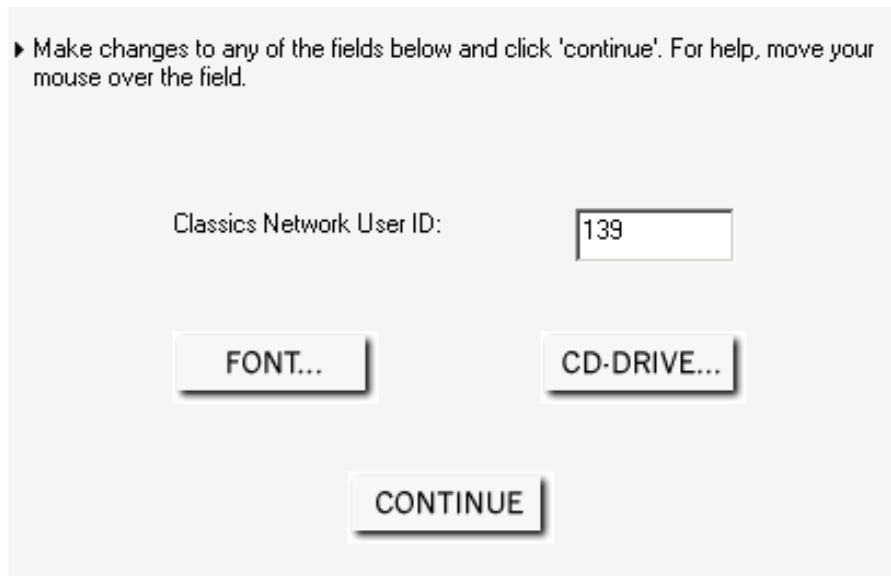 Make changes to any of the fields below and click 'continue'. For help, move your
mouse over the field.
Classics Network User ID:
139
FONT...
CD-DRIVE...
CONTINUE